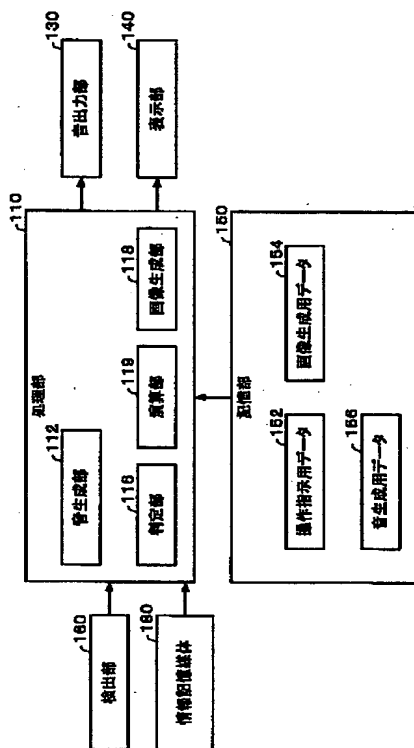 110
処理部
112
音生成部
116
判定部
119
演算部
118
画像生成部
130
音出力部
140
表示部
160
検出部
180
情報記憶媒体
150
記憶部
152
操作指示用データ
154
画像生成用データ
156
音生成用データ